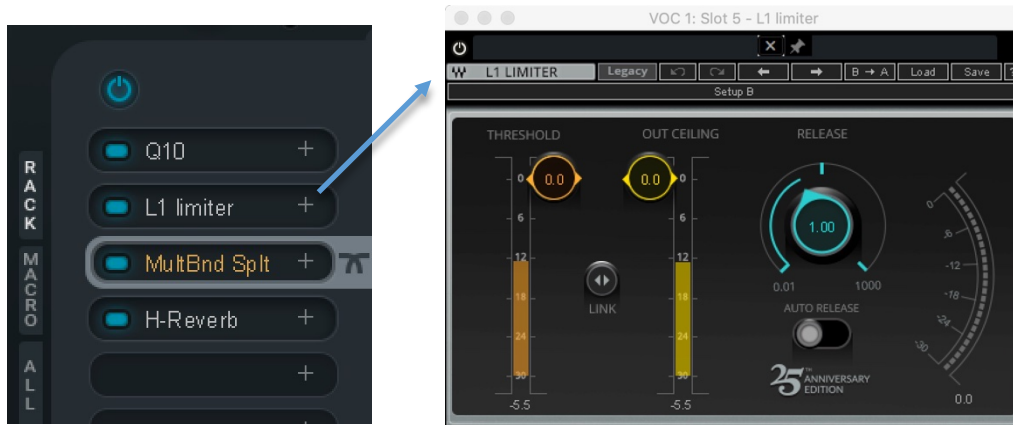 RACK
MACRO
ALL
Q10 +
L1 limiter +
MultBnd Splt +
H-Reverb +
+
VOC 1: Slot 5 - L1 limiter
L1 LIMITER Legacy B → A Load Save ?
Setup B
THRESHOLD OUT CEILING RELEASE
0 0.0 0.0 0
6 6
12 12
18 18
24 24
30 30
-5.5 -5.5
LINK
1.00
0.01 1000
AUTO RELEASE
25 TM ANNIVERSARY
EDITION
0
-6
-12
-18
-24
-30
0.0